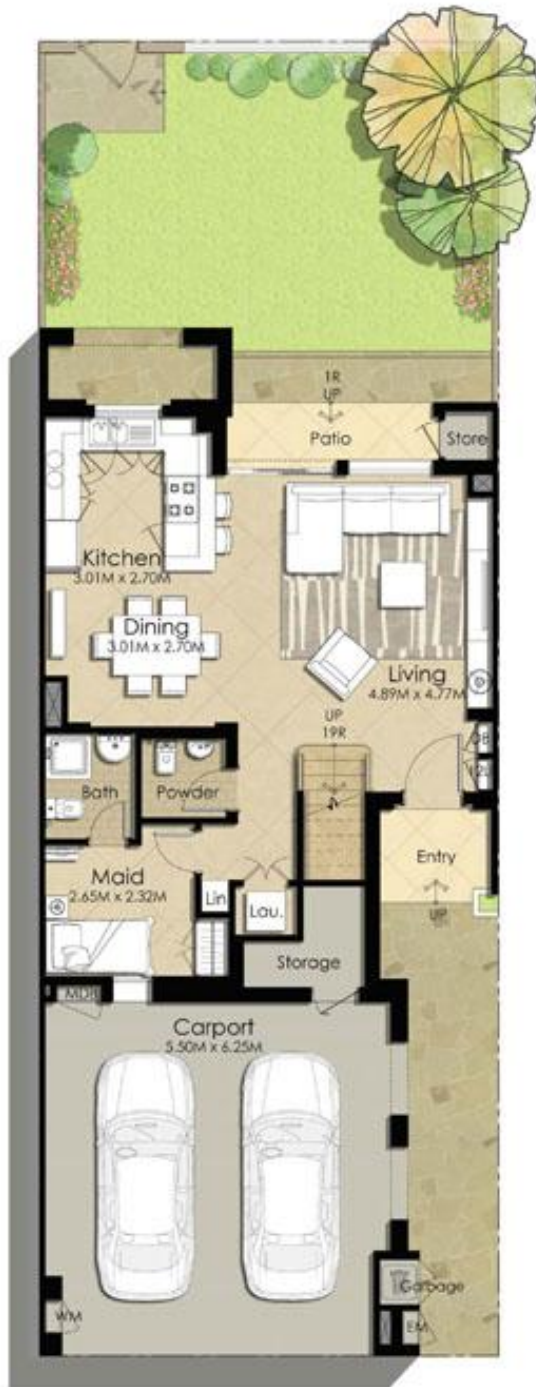 1R
UP
Patio
Store
Kitchen
3.01M x 2.70M
Dining
3.01M x 2.70M
Living
4.89M x 4.77M
UP
19R
DB
Bath
Powder
Entry
UP
Maid
2.65M x 2.32M
Lin
Lau.
Storage
MDB
Carport
5.50M x 6.25M
Garbage
WM
EM